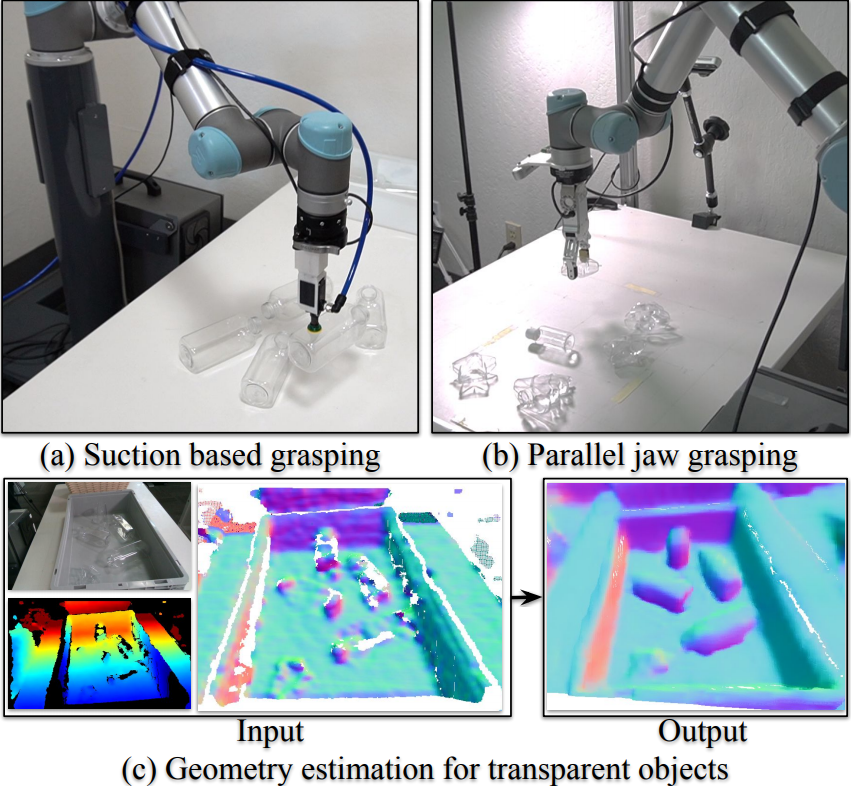 (a) Suction based grasping
(b) Parallel jaw grasping
Input
Output
(c) Geometry estimation for transparent objects